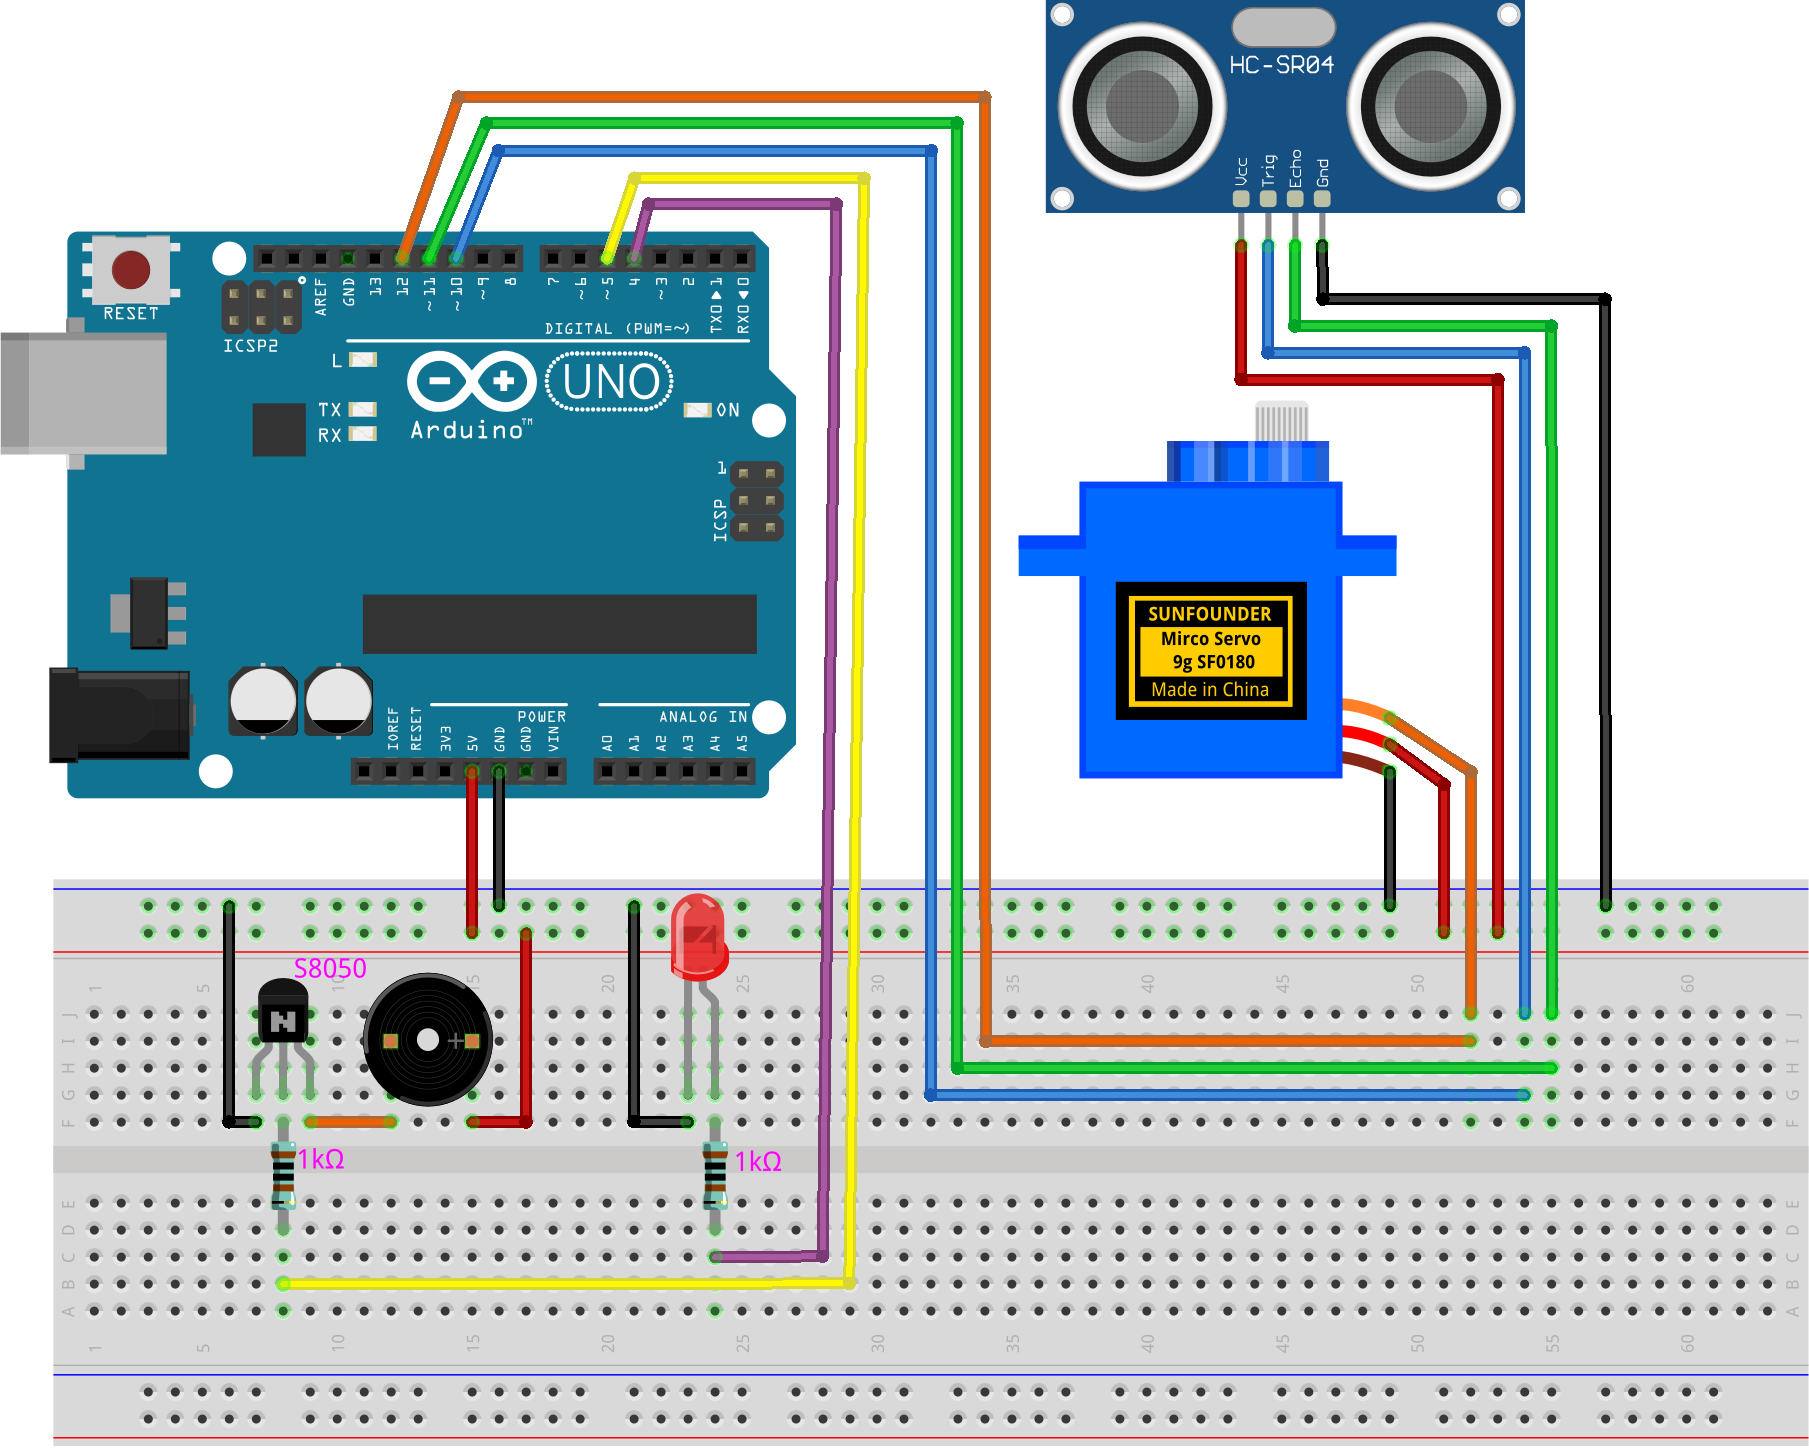 HC-SR04
Vcc
Trig
Echo
Gnd
RESET
ICSP2
AREF
GND
13
12
~11
~10
~9
8
7
~6
~5
4
~3
2
TX0▶1
RX0◀0
DIGITAL (PWM=~)
L
TX
RX
UNO
ON
Arduino™
1
ICSP
SUNFOUNDER
Mirco Servo
9g SF0180
Made in China
POWER
ANALOG IN
IOREF
RESET
3V3
5V
GND
GND
VIN
A0
A1
A2
A3
A4
A5
S8050
N
1 5 10 15 20 25 30 35 40 45 50 55 60
J J
I I
H H
G G
F F
1kΩ
1kΩ
E E
D D
C C
B B
A A
1 5 10 15 20 25 30 35 40 45 50 55 60